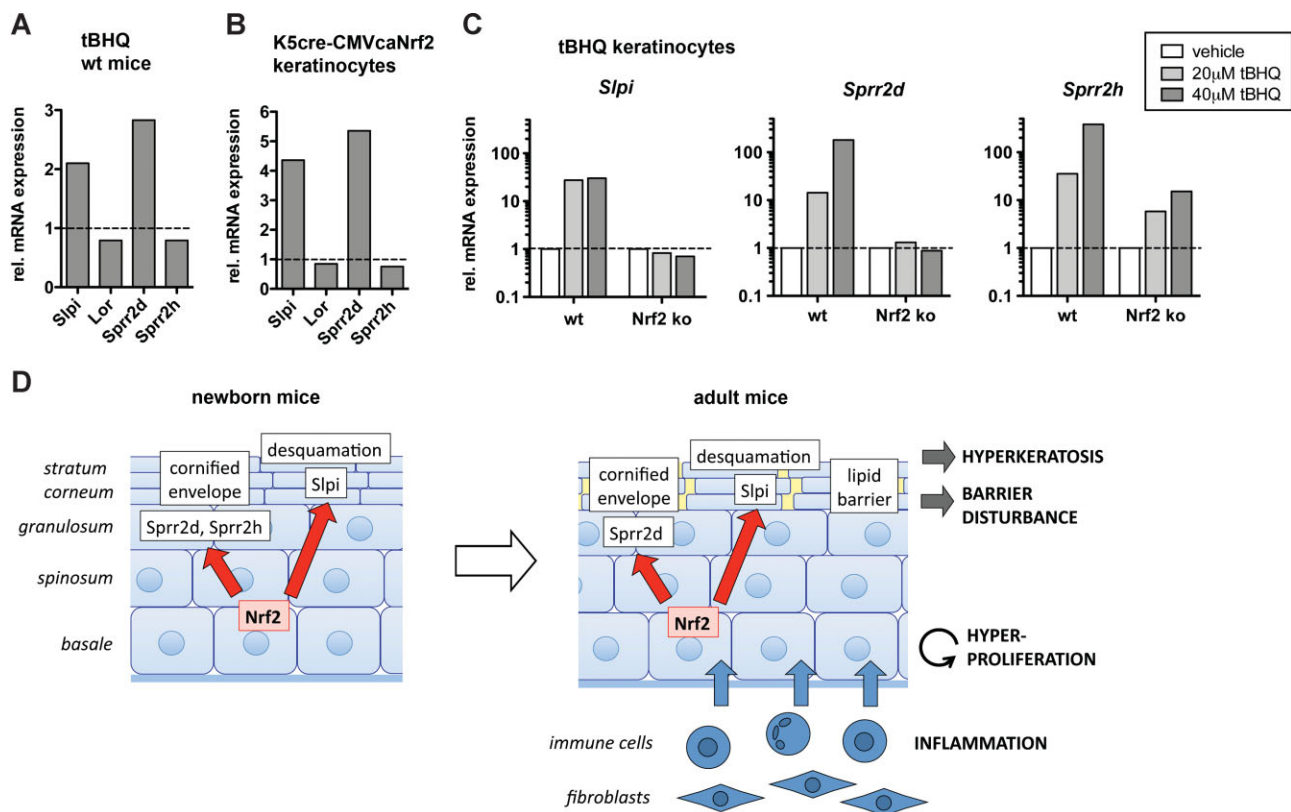 A
tBHQ
wt mice
rel. mRNA expression
3
2
1
0
Slpi
Lor
Sprr2d
Sprr2h
B
K5cre-CMVcaNrf2
keratinocytes
rel. mRNA expression
6
5
4
3
2
1
0
Slpi
Lor
Sprr2d
Sprr2h
C
tBHQ keratinocytes
vehicle
20µM tBHQ
40µM tBHQ
Slpi
rel. mRNA expression
100
10
1
0.1
wt
Nrf2 ko
Sprr2d
100
10
1
0.1
wt
Nrf2 ko
Sprr2h
100
10
1
0.1
wt
Nrf2 ko
D
newborn mice
stratum
corneum
granulosum
spinosum
basale
desquamation
cornified
envelope
Slpi
Sprr2d, Sprr2h
Nrf2
adult mice
desquamation
cornified
envelope
Slpi
lipid
barrier
Sprr2d
Nrf2
HYPERKERATOSIS
BARRIER
DISTURBANCE
HYPER-
PROLIFERATION
immune cells
INFLAMMATION
fibroblasts